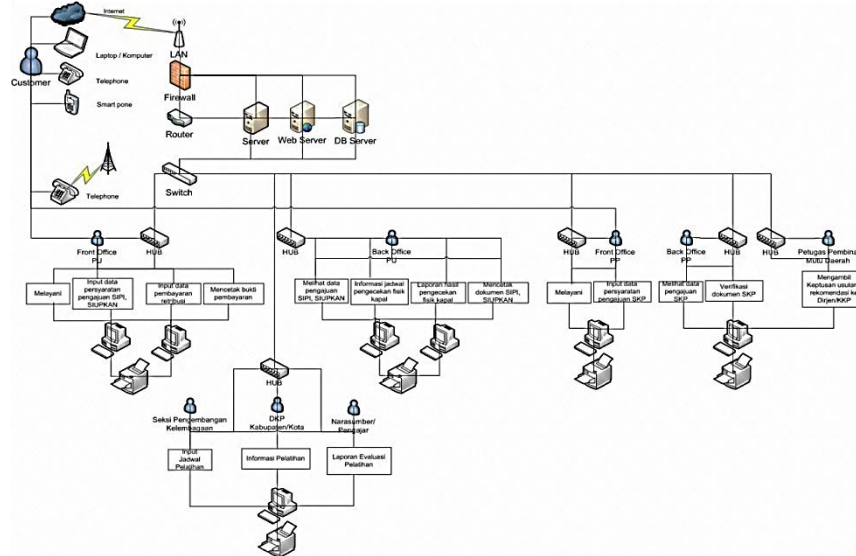 Internet
Laptop / Komputer
LAN
Customer
Telephone
Firewall
Smart pone
Router
Server
Web Server
DB Server
Telephone
Switch
Front Office
PU
HUB
HUB
Back Office
PU
HUB
Front Office
PP
Back Office
PP
HUB
HUB
Petugas Pembina
Mutu Daerah
Melayani
Input data
persyaratan
pengajuan SIPI,
SIUPKAN
Input data
pembayaran
retribusi
Mencetak bukti
pembayaran
Melihat data
pengajuan
SIPI, SIUPKAN
Informasi jadwal
pengecekan fisik
kapal
Laporan hasil
pengecekan
fisik kapal
Mencetak
dokumen SIPI,
SIUPKAN
Melayani
Input data
persyaratan
pengajuan SKP
Melihat data
pengajuan
SKP
Verifikasi
dokumen SKP
Mengambil
Keptusan usulan
rekomendasi ke
Dirjen/KKP
HUB
Seksi Pengembangan
Kelembagaan
DKP
Kabupaten/Kota
Narasumber/
Pengajar
Input
Jadwal
Pelatihan
Informasi Pelatihan
Laporan Evaluasi
Pelatihan